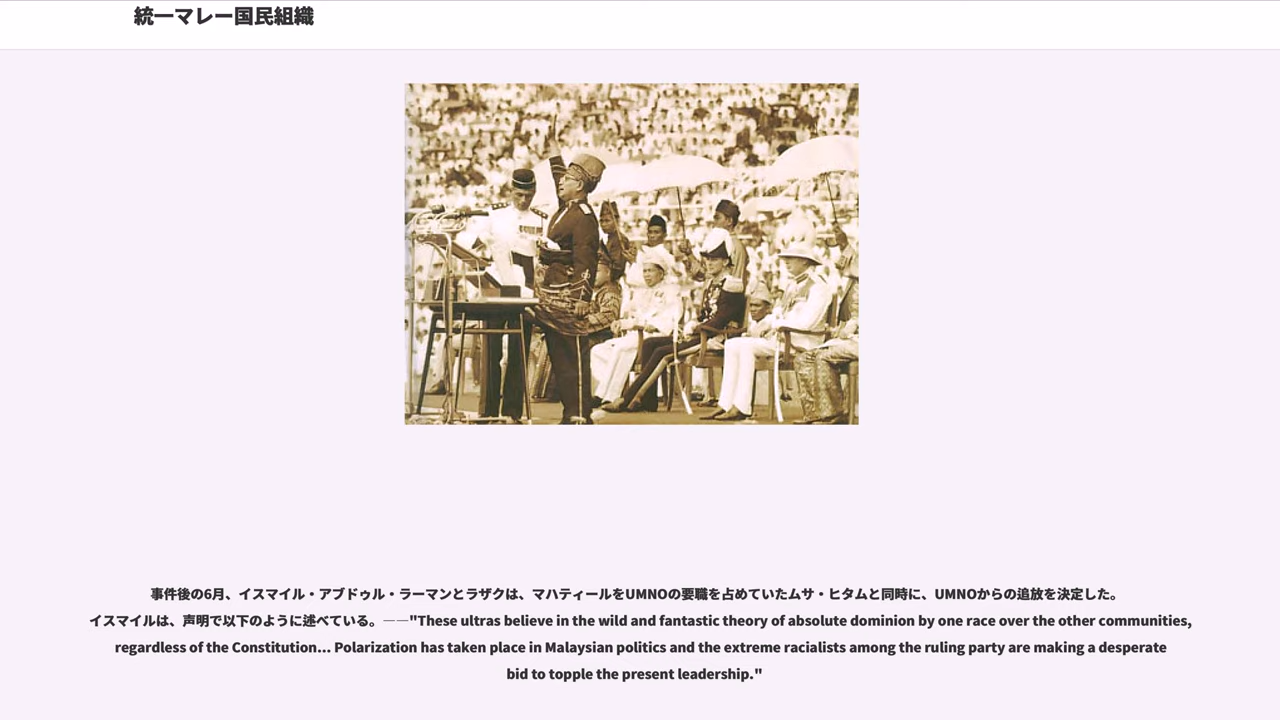 統一マレー国民組織
事件後の6月、イスマイル・アブドゥル・ラーマンとラザクは、マハティールをUMNOの要職を占めていたムサ・ヒタムと同時に、UMNOからの追放を決定した。
イスマイルは、声明で以下のように述べている。——"These ultras believe in the wild and fantastic theory of absolute dominion by one race over the other communities,
regardless of the Constitution... Polarization has taken place in Malaysian politics and the extreme racialists among the ruling party are making a desperate
bid to topple the present leadership."